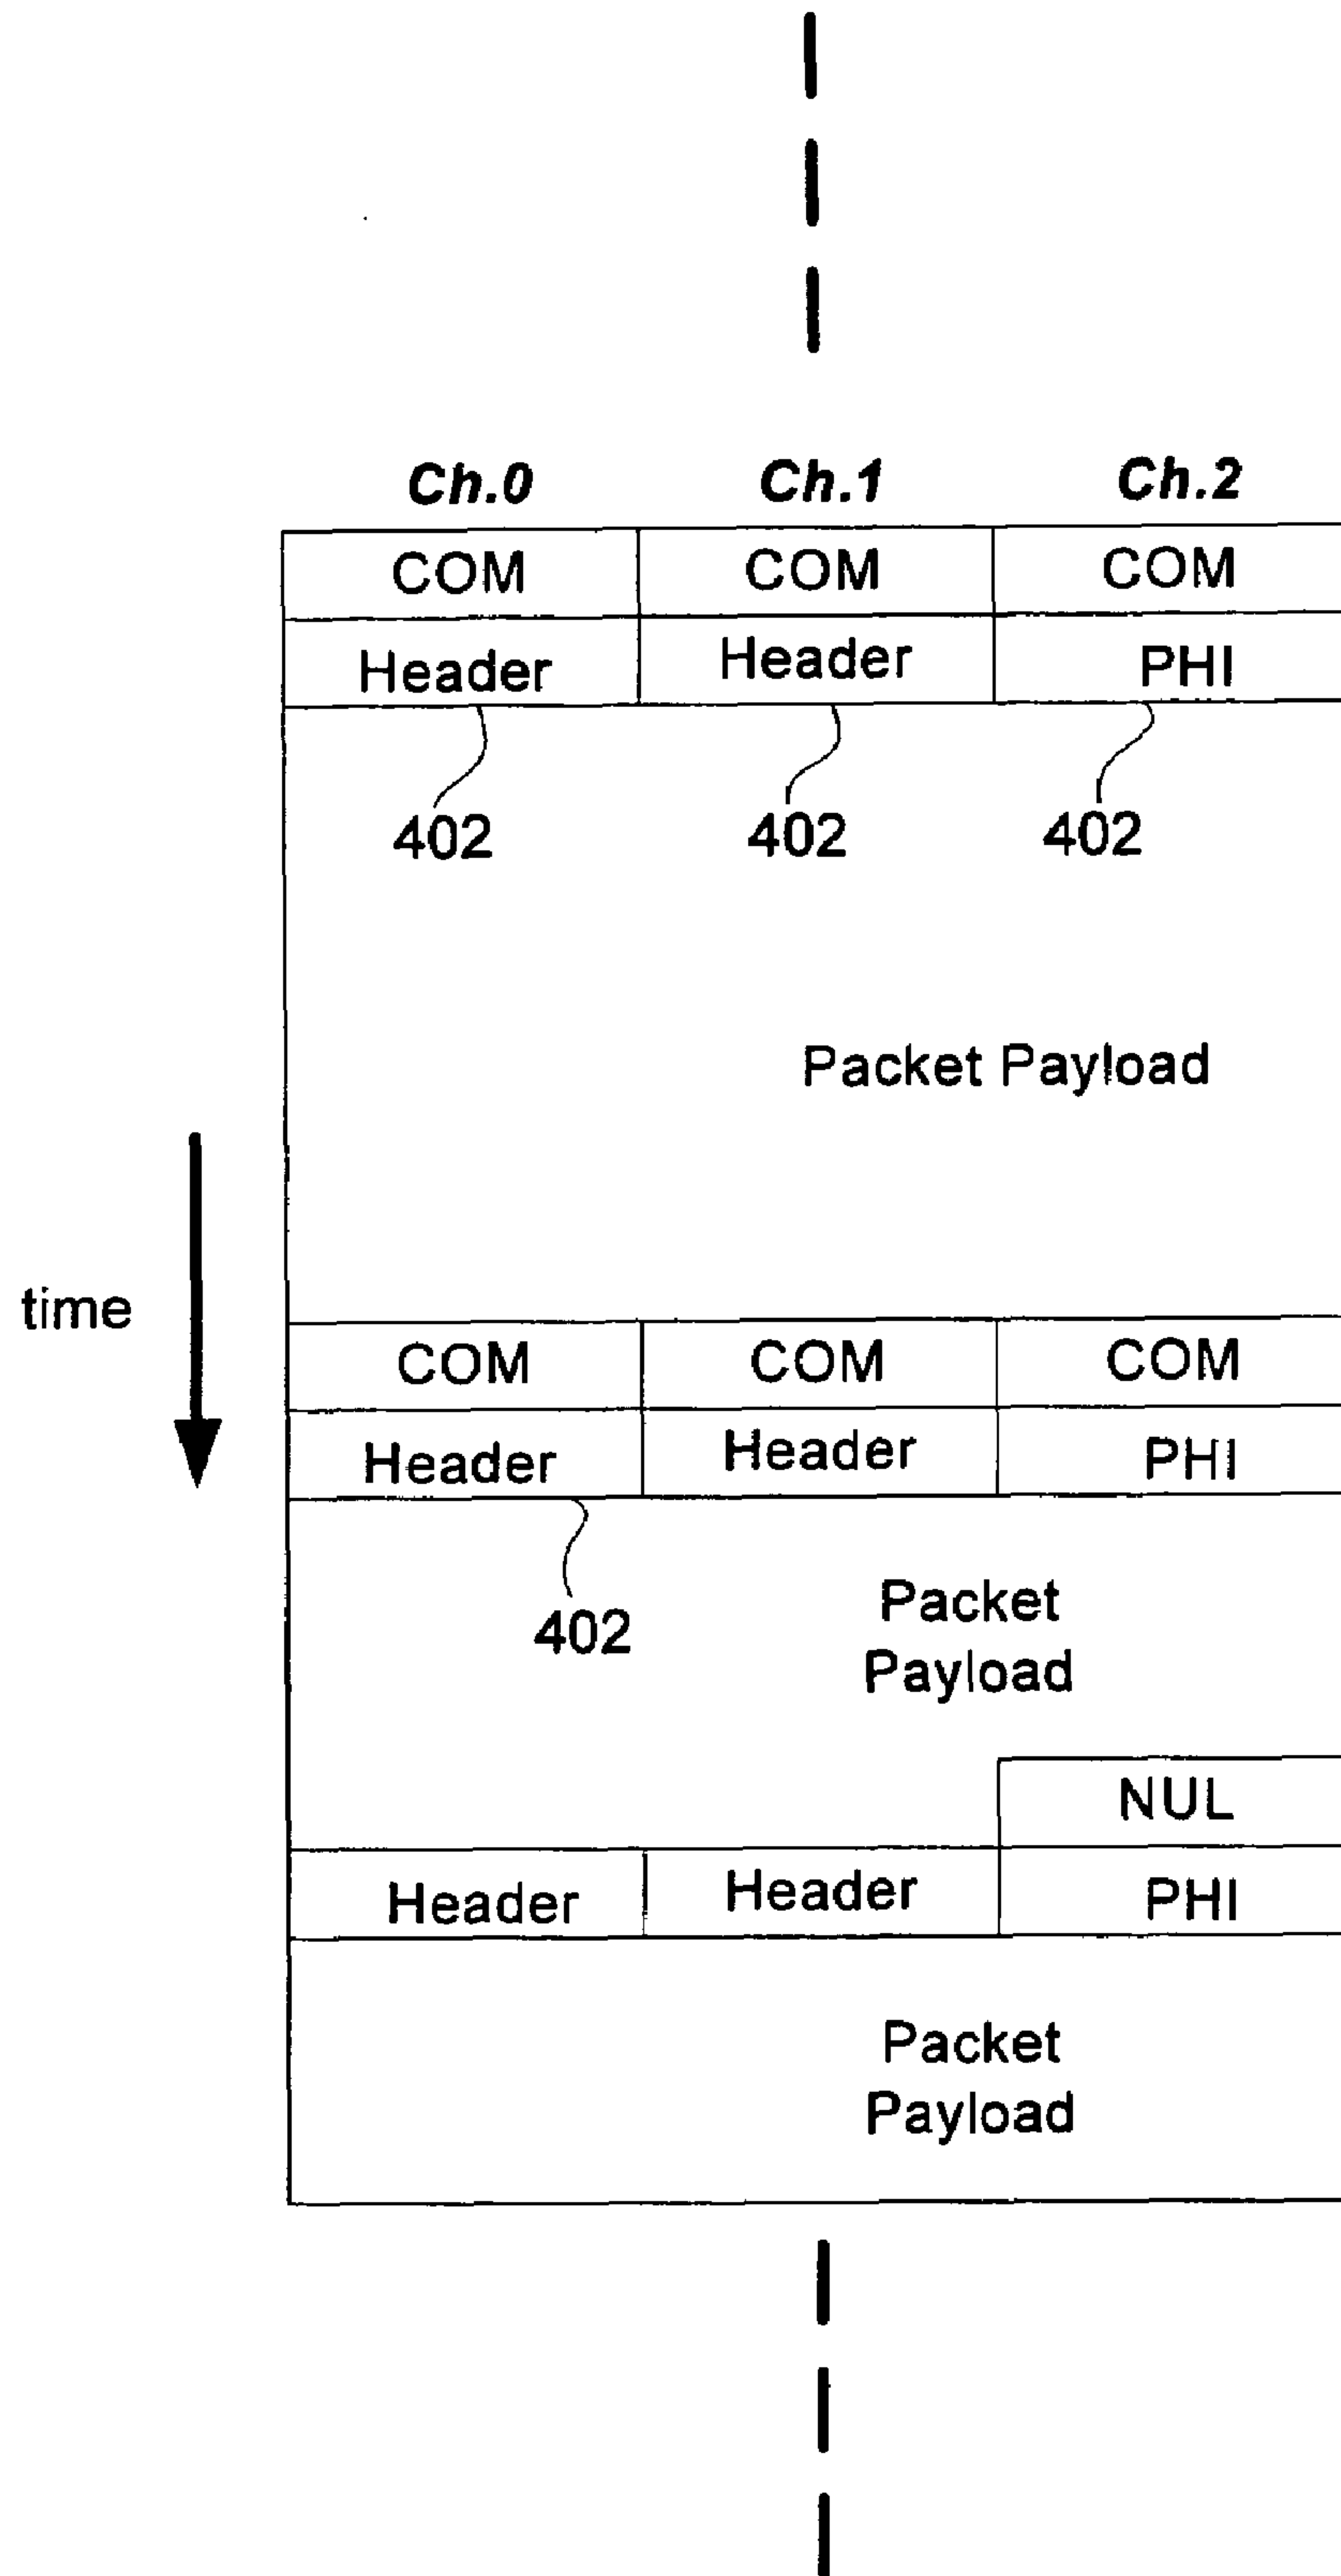 Ch.0 Ch.1 Ch.2
COM COM COM
Header Header PHI
402 402 402
Packet Payload
time
COM COM COM
Header Header PHI
402
Packet
Payload
NUL
Header Header PHI
Packet
Payload